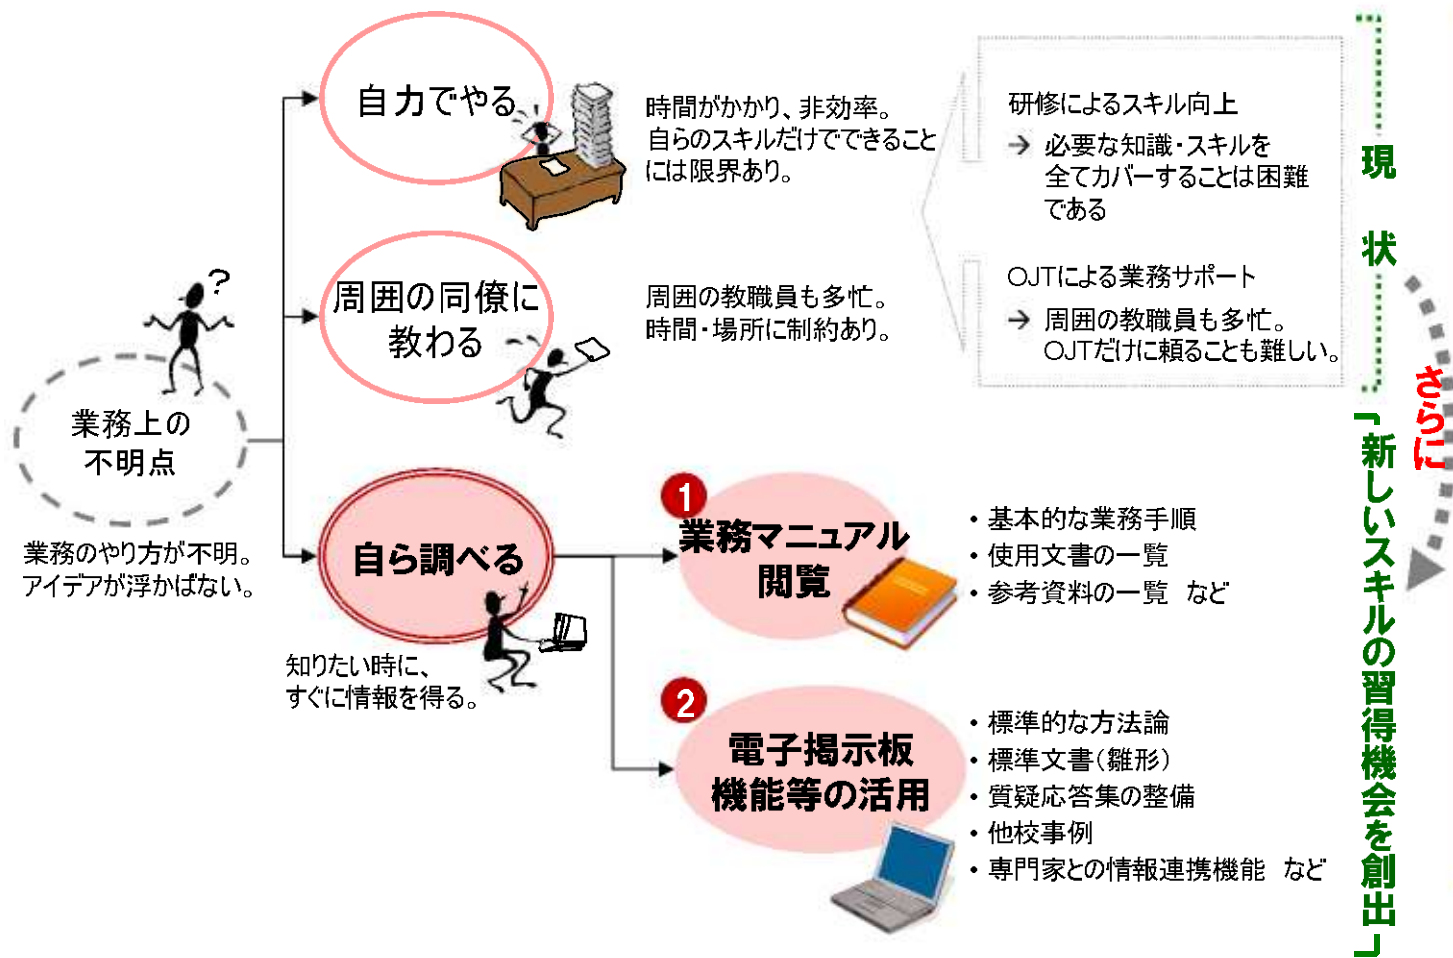 自力でやる
時間がかかり、非効率。
自らのスキルだけでできること
には限界あり。
研修によるスキル向上
→ 必要な知識・スキルを
全てカバーすることは困難
である
現状
?
周囲の同僚に
教わる
周囲の教職員も多忙。
時間・場所に制約あり。
OJTによる業務サポート
→ 周囲の教職員も多忙。
OJTだけに頼ることも難しい。
さらに
業務上の
不明点
業務のやり方が不明。
アイデアが浮かばない。
自ら調べる
知りたい時に、
すぐに情報を得る。
1
業務マニュアル
閲覧
・基本的な業務手順
・使用文書の一覧
・参考資料の一覧 など
2
電子掲示板
機能等の活用
・標準的な方法論
・標準文書(雛形)
・質疑応答集の整備
・他校事例
・専門家との情報連携機能 など
「新しいスキルの習得機会を創出」